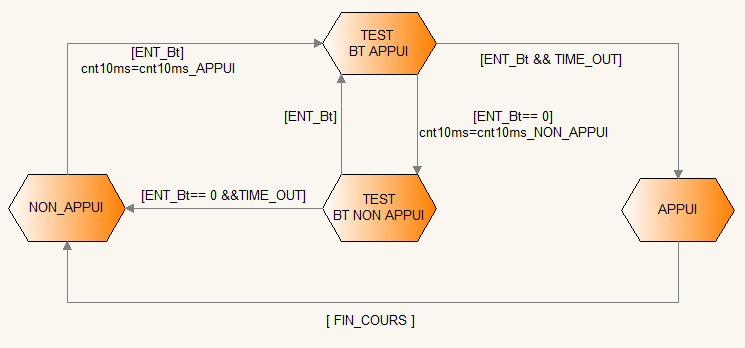 TEST
BT APPUI
[ENT_Bt]
cnt10ms=cnt10ms_APPUI
[ENT_Bt && TIME_OUT]
[ENT_Bt]
[ENT_Bt== 0]
cnt10ms=cnt10ms_NON_APPUI
NON_APPUI
[ENT_Bt== 0 &&TIME_OUT]
TEST
BT NON APPUI
APPUI
[ FIN_COURS ]